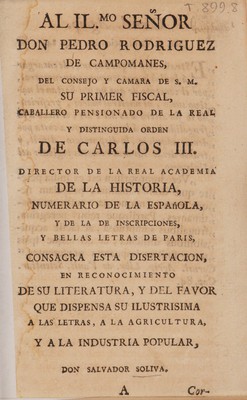 T 8998
AL IL.MO SEÑOR
DON PEDRO RODRIGUEZ
DE CAMPOMANES,
DEL CONSEJO Y CAMARA DE S. M.
SU PRIMER FISCAL,
CABALLERO PENSIONADO DE LA REAL
Y DISTINGUIDA ORDEN
DE CARLOS III.
DIRECTOR DE LA REAL ACADEMIA
DE LA HISTORIA,
NUMERARIO DE LA ESPAñOLA,
Y DE LA DE INSCRIPCIONES,
Y BELLAS LETRAS DE PARIS,
CONSAGRA ESTA DISERTACION,
EN RECONOCIMIENTO
DE SU LITERATURA, Y DEL FAVOR
QUE DISPENSA SU ILUSTRISIMA
A LAS LETRAS, A LA AGRICULTURA,
Y A LA INDUSTRIA POPULAR,
DON SALVADOR SOLIVA.
A Cor-